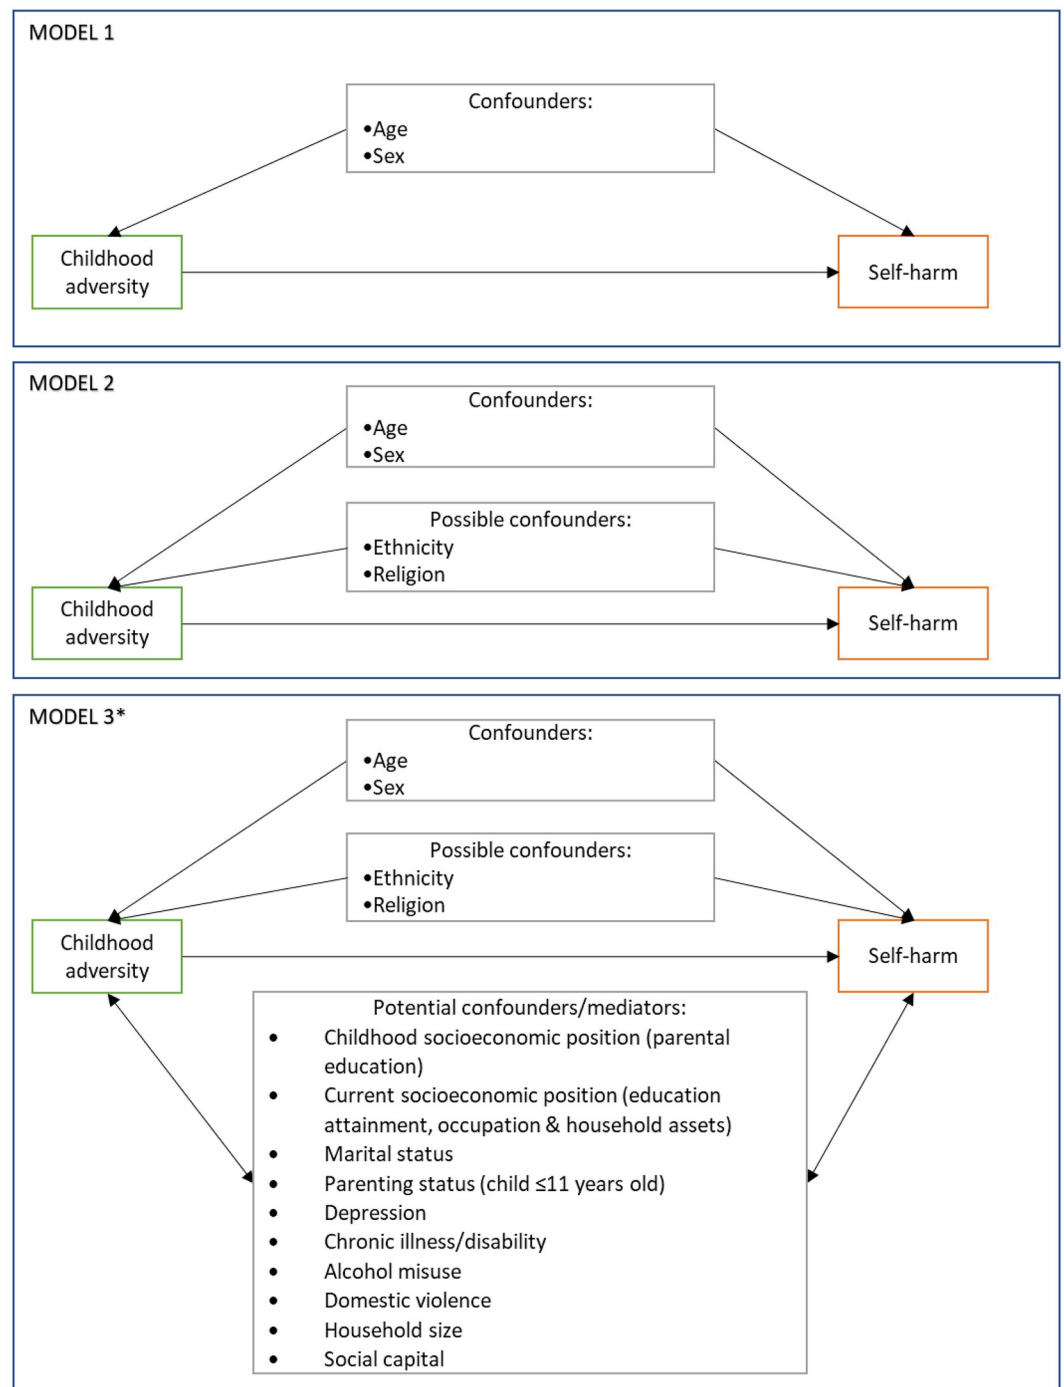 MODEL 1
Confounders:
•Age
•Sex
Childhood
adversity
Self-harm
MODEL 2
Confounders:
•Age
•Sex
Possible confounders:
•Ethnicity
•Religion
Childhood
adversity
Self-harm
MODEL 3*
Confounders:
•Age
•Sex
Possible confounders:
•Ethnicity
•Religion
Childhood
adversity
Self-harm
Potential confounders/mediators:
• Childhood socioeconomic position (parental
education)
• Current socioeconomic position (education
attainment, occupation & household assets)
• Marital status
• Parenting status (child ≤11 years old)
• Depression
• Chronic illness/disability
• Alcohol misuse
• Domestic violence
• Household size
• Social capital